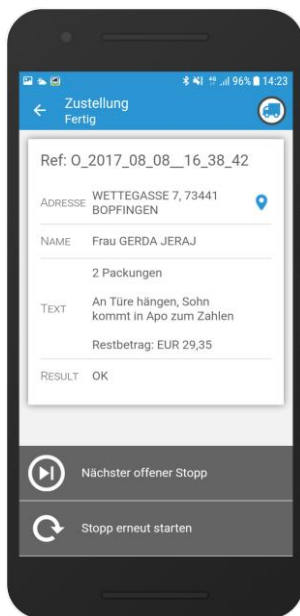 96% 14:23
Zustellung
Fertig
Ref: O_2017_08_08__16_38_42
ADRESSE WETTEGASSE 7, 73441
BOPFINGEN
NAME Frau GERDA JERAJ
2 Packungen
TEXT An Türe hängen, Sohn
kommt in Apo zum Zahlen
Restbetrag: EUR 29,35
RESULT OK
Nächster offener Stopp
Stopp erneut starten